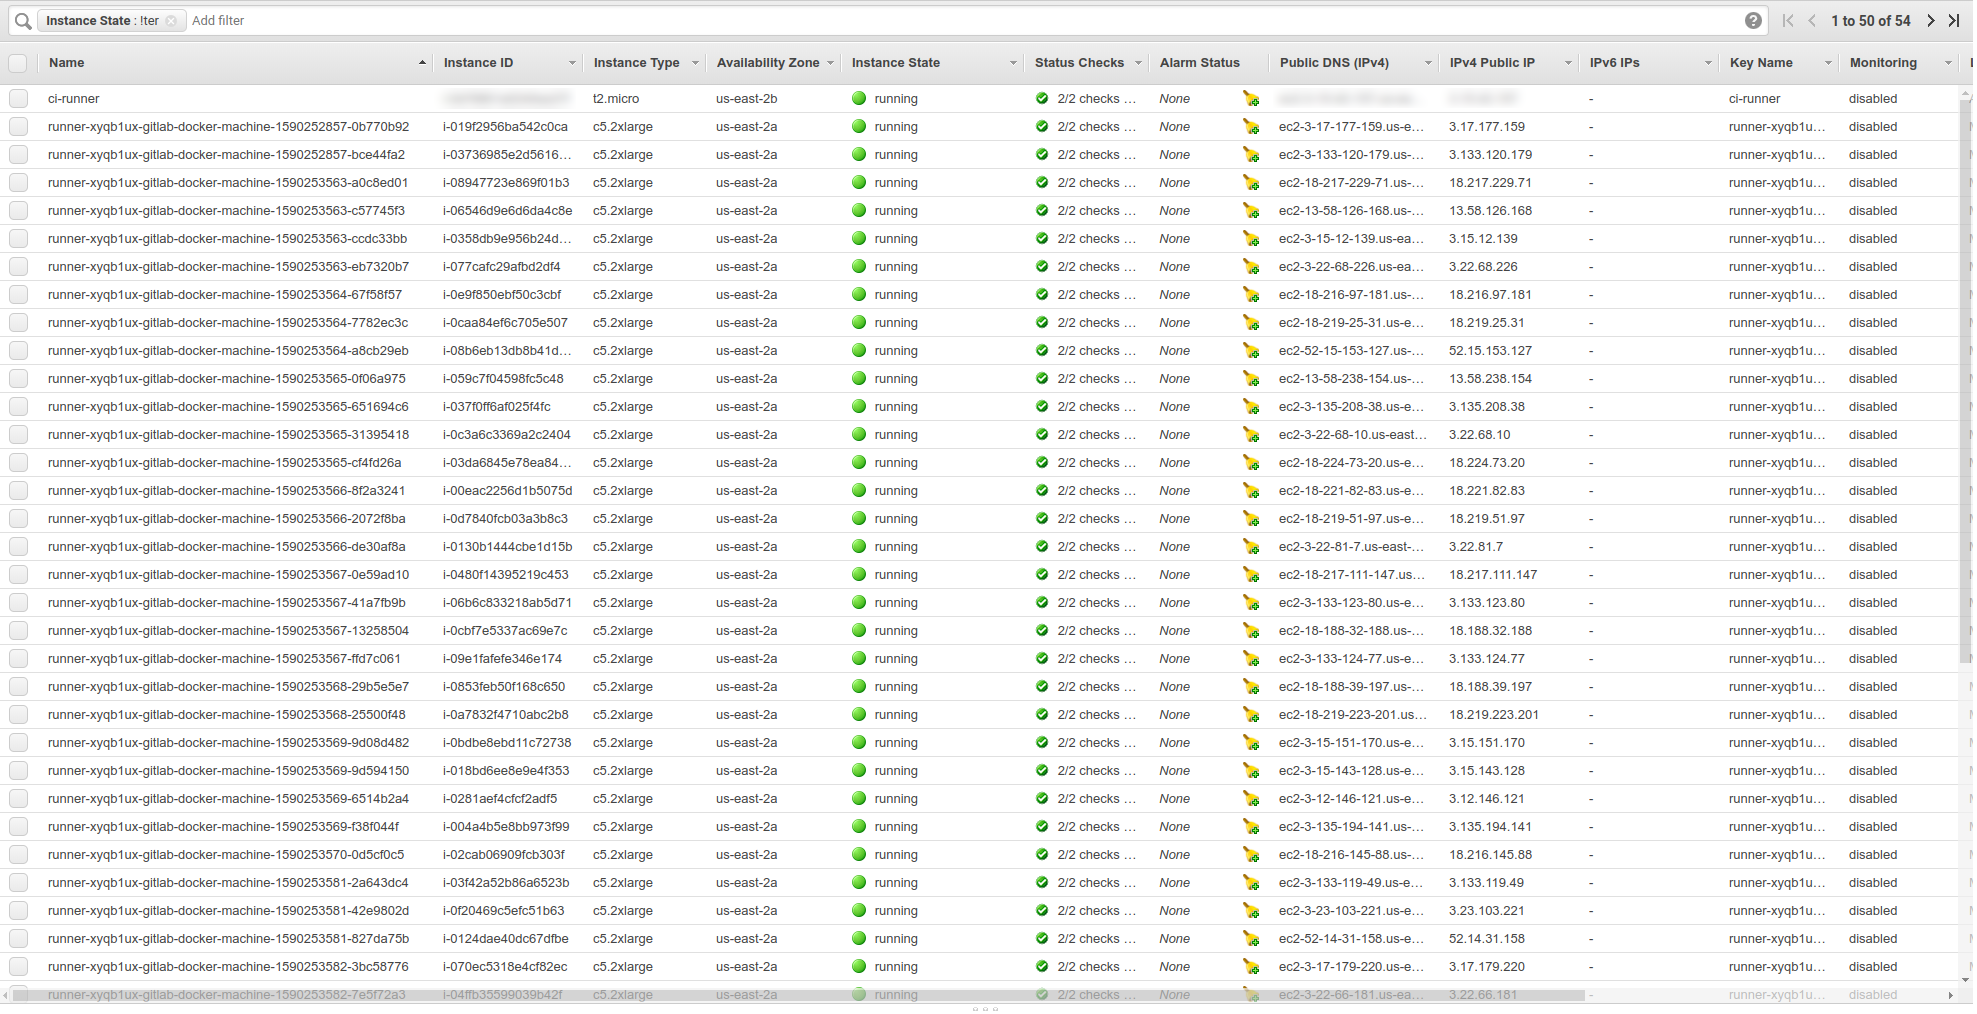 Instance State : !ter Add filter 1 to 50 of 54
Name Instance ID Instance Type Availability Zone Instance State Status Checks Alarm Status Public DNS (IPv4) IPv4 Public IP IPv6 IPs Key Name Monitoring
ci-runner t2.micro us-east-2b running 2/2 checks ... None - ci-runner disabled
runner-xyqb1ux-gitlab-docker-machine-1590252857-0b770b92 i-019f2956ba542c0ca c5.2xlarge us-east-2a running 2/2 checks ... None ec2-3-17-177-159.us-e... 3.17.177.159 - runner-xyqb1u... disabled
runner-xyqb1ux-gitlab-docker-machine-1590252857-bce44fa2 i-03736985e2d5616... c5.2xlarge us-east-2a running 2/2 checks ... None ec2-3-133-120-179.us-... 3.133.120.179 - runner-xyqb1u... disabled
runner-xyqb1ux-gitlab-docker-machine-1590253563-a0c8ed01 i-08947723e869f01b3 c5.2xlarge us-east-2a running 2/2 checks ... None ec2-18-217-229-71.us-... 18.217.229.71 - runner-xyqb1u... disabled
runner-xyqb1ux-gitlab-docker-machine-1590253563-c57745f3 i-06546d9e6d6da4c8e c5.2xlarge us-east-2a running 2/2 checks ... None ec2-13-58-126-168.us-... 13.58.126.168 - runner-xyqb1u... disabled
runner-xyqb1ux-gitlab-docker-machine-1590253563-ccdc33bb i-0358db9e956b24d... c5.2xlarge us-east-2a running 2/2 checks ... None ec2-3-15-12-139.us-ea... 3.15.12.139 - runner-xyqb1u... disabled
runner-xyqb1ux-gitlab-docker-machine-1590253563-eb7320b7 i-077cafc29afbd2df4 c5.2xlarge us-east-2a running 2/2 checks ... None ec2-3-22-68-226.us-ea... 3.22.68.226 - runner-xyqb1u... disabled
runner-xyqb1ux-gitlab-docker-machine-1590253564-67f58f57 i-0e9f850ebf50c3cbf c5.2xlarge us-east-2a running 2/2 checks ... None ec2-18-216-97-181.us-... 18.216.97.181 - runner-xyqb1u... disabled
runner-xyqb1ux-gitlab-docker-machine-1590253564-7782ec3c i-0caa84ef6c705e507 c5.2xlarge us-east-2a running 2/2 checks ... None ec2-18-219-25-31.us-e... 18.219.25.31 - runner-xyqb1u... disabled
runner-xyqb1ux-gitlab-docker-machine-1590253564-a8cb29eb i-08b6eb13db8b41d... c5.2xlarge us-east-2a running 2/2 checks ... None ec2-52-15-153-127.us-... 52.15.153.127 - runner-xyqb1u... disabled
runner-xyqb1ux-gitlab-docker-machine-1590253565-0f06a975 i-059c7f04598fc5c48 c5.2xlarge us-east-2a running 2/2 checks ... None ec2-13-58-238-154.us-... 13.58.238.154 - runner-xyqb1u... disabled
runner-xyqb1ux-gitlab-docker-machine-1590253565-651694c6 i-037f0ff6af025f4fc c5.2xlarge us-east-2a running 2/2 checks ... None ec2-3-135-208-38.us-e... 3.135.208.38 - runner-xyqb1u... disabled
runner-xyqb1ux-gitlab-docker-machine-1590253565-31395418 i-0c3a6c3369a2c2404 c5.2xlarge us-east-2a running 2/2 checks ... None ec2-3-22-68-10.us-east... 3.22.68.10 - runner-xyqb1u... disabled
runner-xyqb1ux-gitlab-docker-machine-1590253565-cf4fd26a i-03da6845e78ea84... c5.2xlarge us-east-2a running 2/2 checks ... None ec2-18-224-73-20.us-e... 18.224.73.20 - runner-xyqb1u... disabled
runner-xyqb1ux-gitlab-docker-machine-1590253566-8f2a3241 i-00eac2256d1b5075d c5.2xlarge us-east-2a running 2/2 checks ... None ec2-18-221-82-83.us-e... 18.221.82.83 - runner-xyqb1u... disabled
runner-xyqb1ux-gitlab-docker-machine-1590253566-2072f8ba i-0d7840fcb03a3b8c3 c5.2xlarge us-east-2a running 2/2 checks ... None ec2-18-219-51-97.us-e... 18.219.51.97 - runner-xyqb1u... disabled
runner-xyqb1ux-gitlab-docker-machine-1590253566-de30af8a i-0130b1444cbe1d15b c5.2xlarge us-east-2a running 2/2 checks ... None ec2-3-22-81-7.us-east-... 3.22.81.7 - runner-xyqb1u... disabled
runner-xyqb1ux-gitlab-docker-machine-1590253567-0e59ad10 i-0480f14395219c453 c5.2xlarge us-east-2a running 2/2 checks ... None ec2-18-217-111-147.us... 18.217.111.147 - runner-xyqb1u... disabled
runner-xyqb1ux-gitlab-docker-machine-1590253567-41a7fb9b i-06b6c833218ab5d71 c5.2xlarge us-east-2a running 2/2 checks ... None ec2-3-133-123-80.us-e... 3.133.123.80 - runner-xyqb1u... disabled
runner-xyqb1ux-gitlab-docker-machine-1590253567-13258504 i-0cbf7e5337ac69e7c c5.2xlarge us-east-2a running 2/2 checks ... None ec2-18-188-32-188.us-... 18.188.32.188 - runner-xyqb1u... disabled
runner-xyqb1ux-gitlab-docker-machine-1590253567-ffd7c061 i-09e1fafefe346e174 c5.2xlarge us-east-2a running 2/2 checks ... None ec2-3-133-124-77.us-e... 3.133.124.77 - runner-xyqb1u... disabled
runner-xyqb1ux-gitlab-docker-machine-1590253568-29b5e5e7 i-0853feb50f168c650 c5.2xlarge us-east-2a running 2/2 checks ... None ec2-18-188-39-197.us-... 18.188.39.197 - runner-xyqb1u... disabled
runner-xyqb1ux-gitlab-docker-machine-1590253568-25500f48 i-0a7832f4710abc2b8 c5.2xlarge us-east-2a running 2/2 checks ... None ec2-18-219-223-201.us... 18.219.223.201 - runner-xyqb1u... disabled
runner-xyqb1ux-gitlab-docker-machine-1590253569-9d08d482 i-0bdbe8ebd11c72738 c5.2xlarge us-east-2a running 2/2 checks ... None ec2-3-15-151-170.us-e... 3.15.151.170 - runner-xyqb1u... disabled
runner-xyqb1ux-gitlab-docker-machine-1590253569-9d594150 i-018bd6ee8e9e4f353 c5.2xlarge us-east-2a running 2/2 checks ... None ec2-3-15-143-128.us-e... 3.15.143.128 - runner-xyqb1u... disabled
runner-xyqb1ux-gitlab-docker-machine-1590253569-6514b2a4 i-0281aef4cfcf2adf5 c5.2xlarge us-east-2a running 2/2 checks ... None ec2-3-12-146-121.us-e... 3.12.146.121 - runner-xyqb1u... disabled
runner-xyqb1ux-gitlab-docker-machine-1590253569-f38f044f i-004a4b5e8bb973f99 c5.2xlarge us-east-2a running 2/2 checks ... None ec2-3-135-194-141.us-... 3.135.194.141 - runner-xyqb1u... disabled
runner-xyqb1ux-gitlab-docker-machine-1590253570-0d5cf0c5 i-02cab06909fcb303f c5.2xlarge us-east-2a running 2/2 checks ... None ec2-18-216-145-88.us-... 18.216.145.88 - runner-xyqb1u... disabled
runner-xyqb1ux-gitlab-docker-machine-1590253581-2a643dc4 i-03f42a52b86a6523b c5.2xlarge us-east-2a running 2/2 checks ... None ec2-3-133-119-49.us-e... 3.133.119.49 - runner-xyqb1u... disabled
runner-xyqb1ux-gitlab-docker-machine-1590253581-42e9802d i-0f20469c5efc51b63 c5.2xlarge us-east-2a running 2/2 checks ... None ec2-3-23-103-221.us-e... 3.23.103.221 - runner-xyqb1u... disabled
runner-xyqb1ux-gitlab-docker-machine-1590253581-827da75b i-0124dae40dc67dfbe c5.2xlarge us-east-2a running 2/2 checks ... None ec2-52-14-31-158.us-e... 52.14.31.158 - runner-xyqb1u... disabled
runner-xyqb1ux-gitlab-docker-machine-1590253582-3bc58776 i-070ec5318e4cf82ec c5.2xlarge us-east-2a running 2/2 checks ... None ec2-3-17-179-220.us-e... 3.17.179.220 - runner-xyqb1u... disabled
runner-xyqb1ux-gitlab-docker-machine-1590253582-7e5f72a3 i-04ffb35599039b42f c5.2xlarge us-east-2a running 2/2 checks ... None ec2-3-22-66-181.us-ea... 3.22.66.181 - runner-xyqb1u... disabled